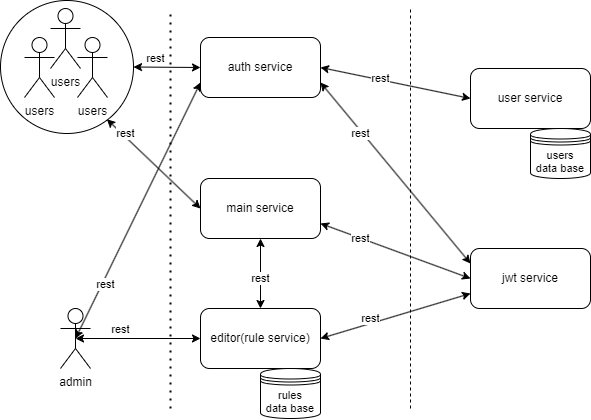 users
users
users
rest
auth service
rest
user service
users
data base
rest
rest
main service
rest
jwt service
rest
rest
rest
rest
editor(rule service)
admin
rules
data base